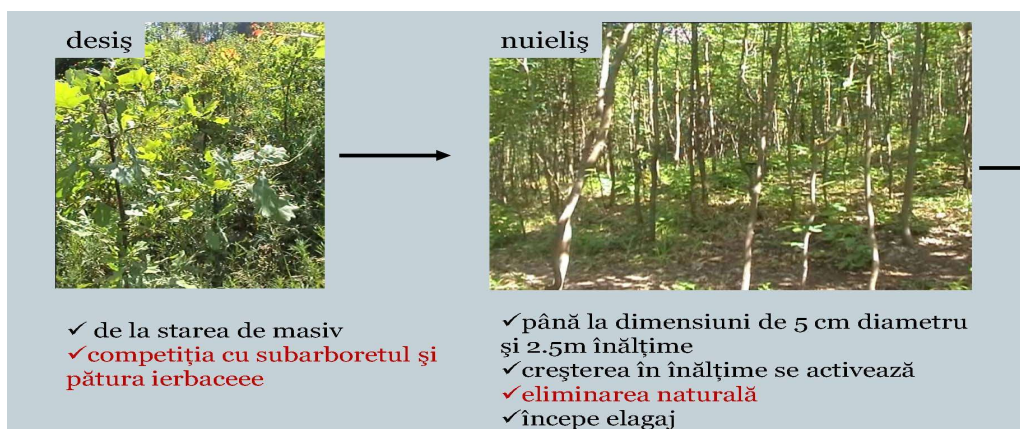 desiş
nuieliş
✓ de la starea de masiv
✓competiția cu subarboretul şi
pătura ierbaceee
✓până la dimensiuni de 5 cm diametru
şi 2.5m înălțime
✓creşterea în înălțime se activează
✓eliminarea naturală
✓începe elagaj